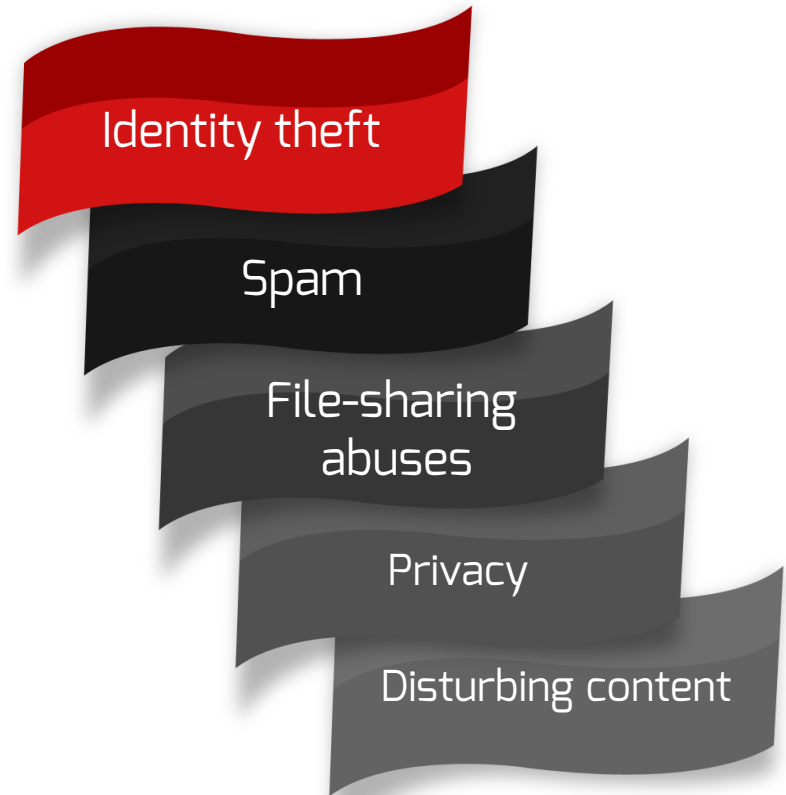 Identity theft
Spam
File-sharing
abuses
Privacy
Disturbing content